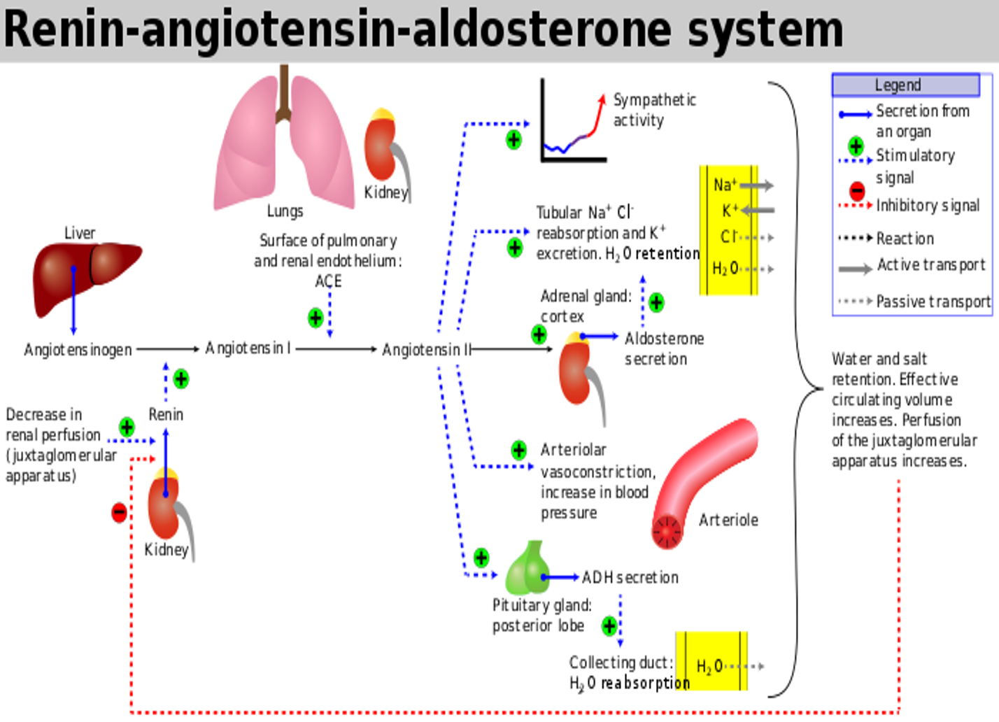 Renin-angiotensin-aldosterone system
Lungs
Kidney
Liver
Surface of pulmonary
and renal endothelium:
ACE
Angiotensinogen
Angiotensin I
Angiotensin II
Decrease in
renal perfusion
(juxtaglomerular
apparatus)
Renin
Kidney
Sympathetic
activity
Tubular Na⁺ Cl⁻
reabsorption and K⁺
excretion. H₂O retention
Na⁺
K⁺
Cl⁻
H₂O
Adrenal gland:
cortex
Aldosterone
secretion
Arteriolar
vasoconstriction,
increase in blood
pressure
Arteriole
ADH secretion
Pituitary gland:
posterior lobe
Collecting duct:
H₂O reabsorption
H₂O
Legend
Secretion from
an organ
Stimulatory
signal
Inhibitory signal
Reaction
Active transport
Passive transport
Water and salt
retention. Effective
circulating volume
increases. Perfusion
of the juxtaglomerular
apparatus increases.